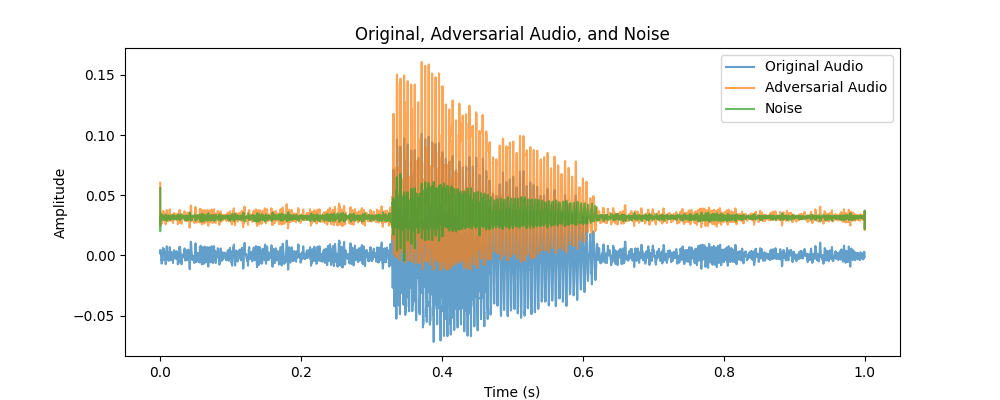 Original, Adversarial Audio, and Noise
Original Audio
Adversarial Audio
Noise
Amplitude
0.15
0.10
0.05
0.00
−0.05
0.0 0.2 0.4 0.6 0.8 1.0
Time (s)